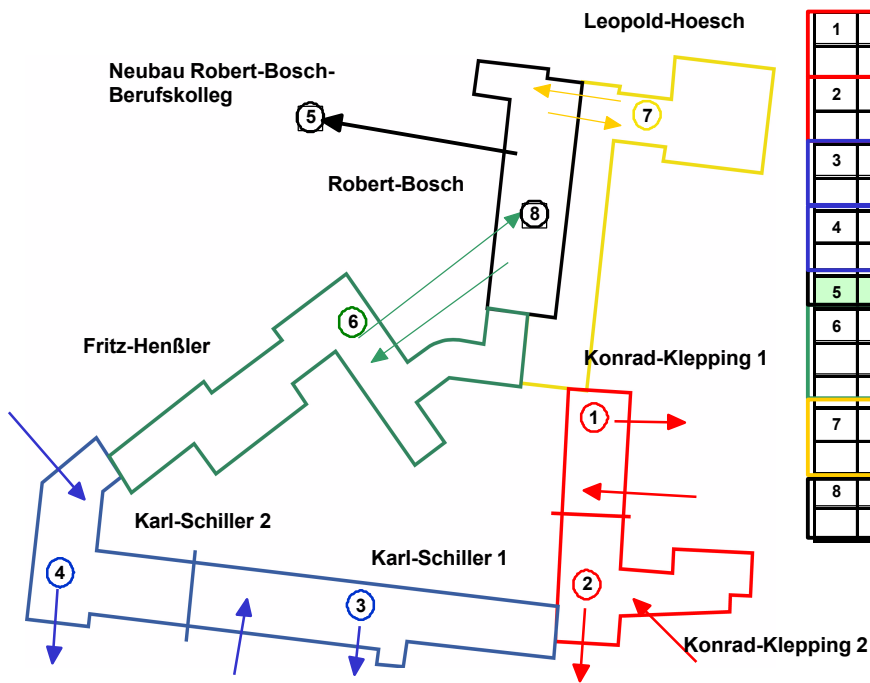 Leopold-Hoesch
Neubau Robert-Bosch-
Berufskolleg
5
7
Robert-Bosch
8
6
Fritz-Henßler
Konrad-Klepping 1
1
Karl-Schiller 2
Karl-Schiller 1
4
3
2
Konrad-Klepping 2
1
2
3
4
5
6
7
8